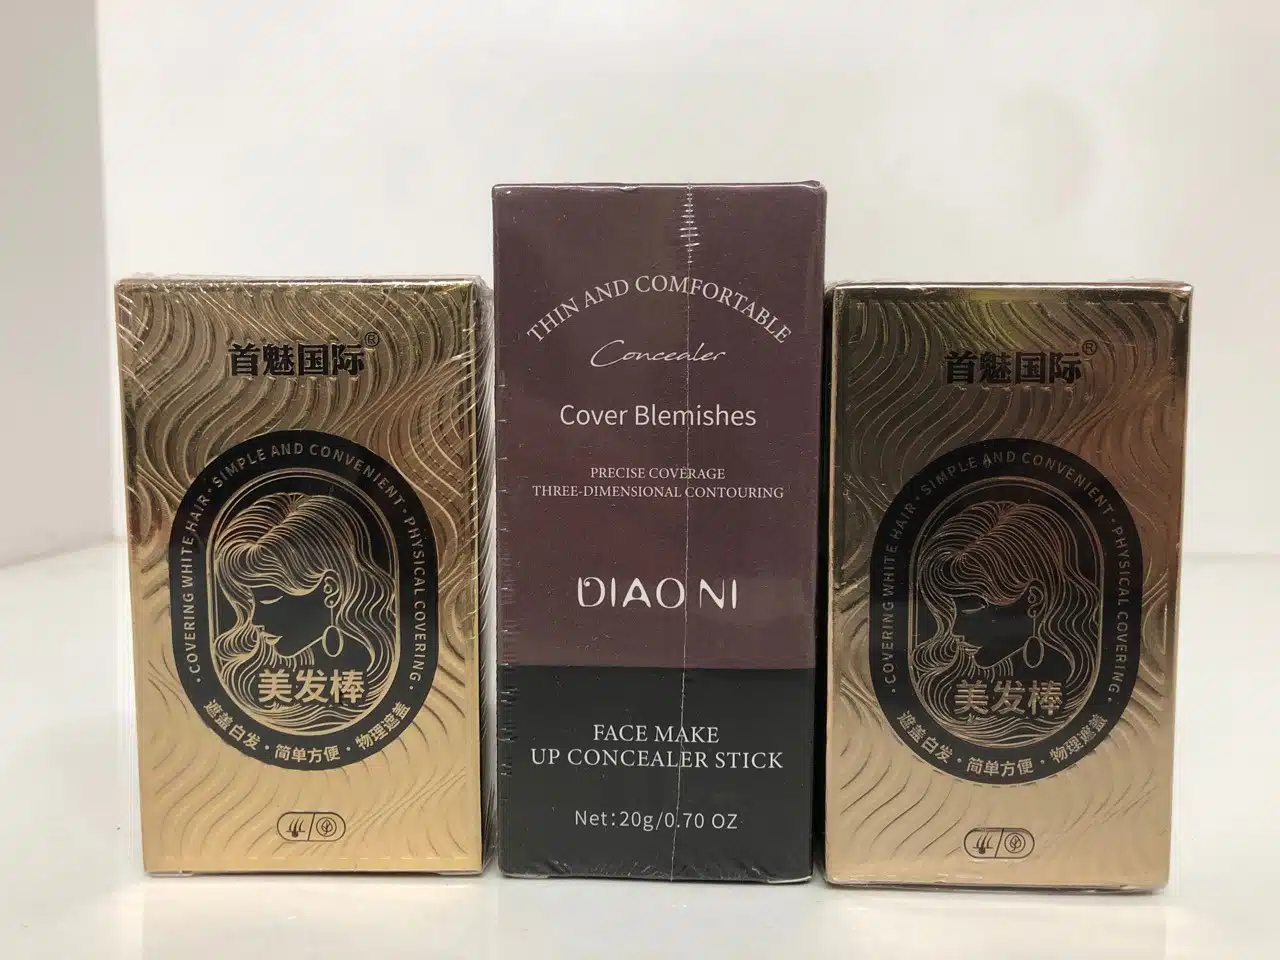 首魅国际®
·COVERING WHITE HAIR·SIMPLE AND CONVENIENT·PHYSICAL COVERING·
美发棒
遮盖白发·简单方便·物理遮盖
THIN AND COMFORTABLE
Concealer
Cover Blemishes
PRECISE COVERAGE
THREE-DIMENSIONAL CONTOURING
DIAO NI
FACE MAKE
UP CONCEALER STICK
Net:20g/0.70 OZ
首魅国际®
·COVERING WHITE HAIR·SIMPLE AND CONVENIENT·PHYSICAL COVERING·
美发棒
遮盖白发·简单方便·物理遮盖